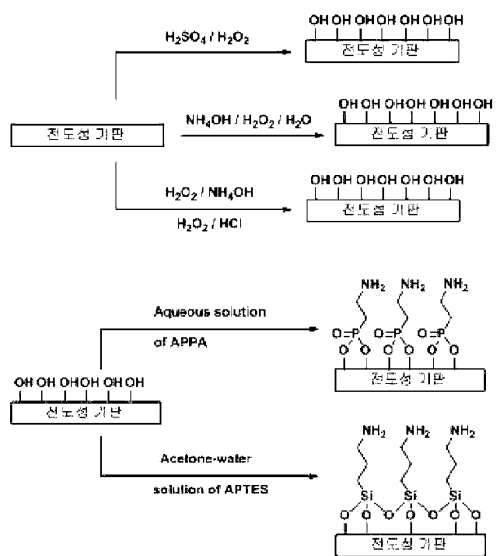 H₂SO₄ / H₂O₂
OH OH OH OH OH OH OH
전도성 기판
전도성 기판
NH₄OH / H₂O₂ / H₂O
OH OH OH OH OH OH OH
전도성 기판
H₂O₂ / NH₄OH
H₂O₂ / HCl
OH OH OH OH OH OH OH
전도성 기판
Aqueous solution
of APPA
NH₂ NH₂ NH₂
O=P O=P O=P
O O O O O O
전도성 기판
OH OH OH OH OH OH
전도성 기판
Acetone-water
solution of APTES
NH₂ NH₂ NH₂
Si Si Si
O O O O
O O O
전도성 기판